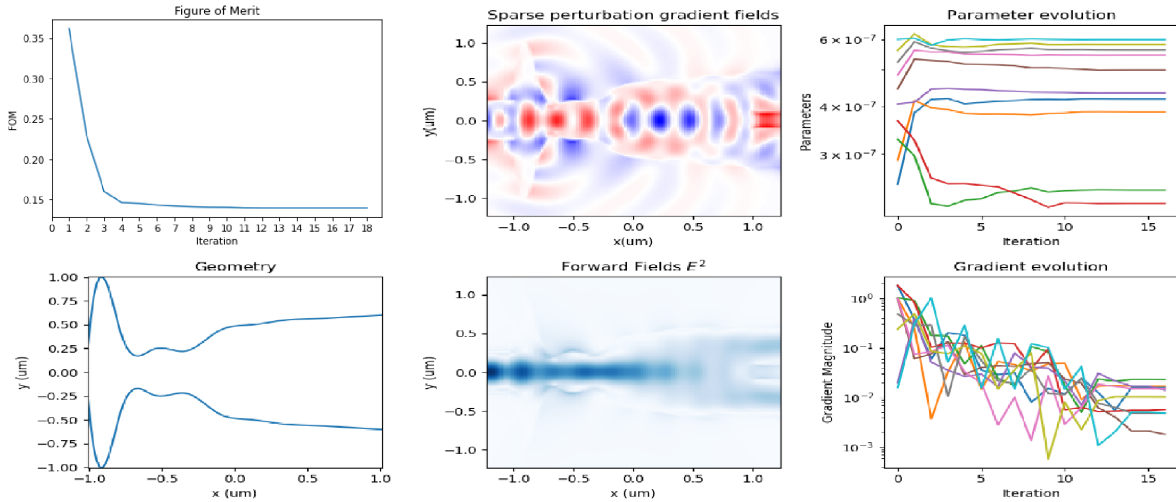 Figure of Merit
0.35
0.30
0.25
0.20
0.15
FOM
0 1 2 3 4 5 6 7 8 9 10 11 12 13 14 15 16 17 18
Iteration
Sparse perturbation gradient fields
1.0
0.5
0.0
−0.5
−1.0
y(um)
−1.0 −0.5 0.0 0.5 1.0
x(um)
Parameter evolution
6 × 10⁻⁷
4 × 10⁻⁷
3 × 10⁻⁷
Parameters
0 5 10 15
Iteration
Geometry
1.00
0.75
0.50
0.25
0.00
−0.25
−0.50
−0.75
−1.00
y (um)
−1.0 −0.5 0.0 0.5 1.0
x (um)
Forward Fields E²
1.0
0.5
0.0
−0.5
−1.0
y (um)
−1.0 −0.5 0.0 0.5 1.0
x (um)
Gradient evolution
10⁰
10⁻¹
10⁻²
10⁻³
Gradient Magnitude
0 5 10 15
Iteration